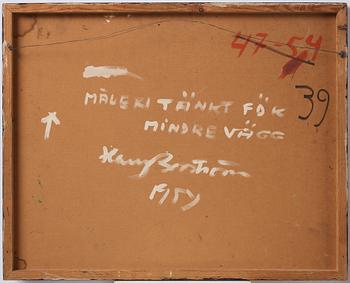 47-54
39
MÅLERI TÄNKT FÖR
MINDRE VÄGG
1954